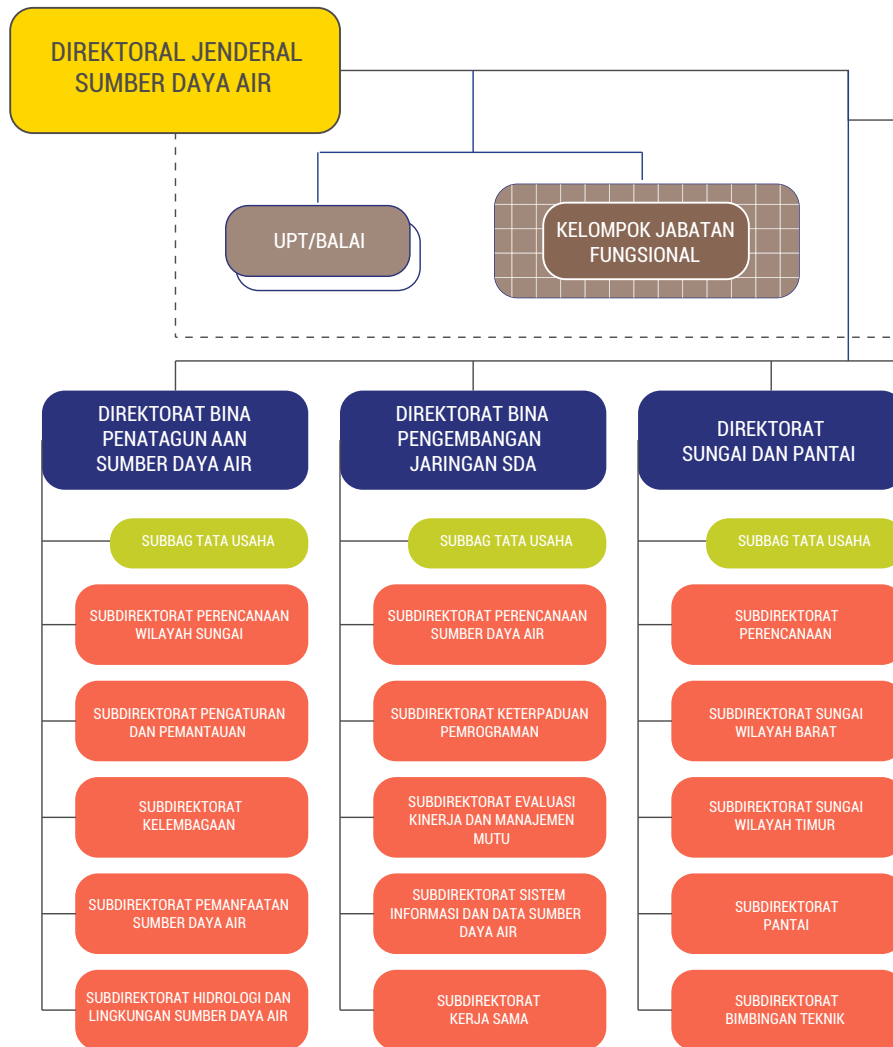 DIREKTORAL JENDERAL
SUMBER DAYA AIR
UPT/BALAI
KELOMPOK JABATAN
FUNGSIONAL
DIREKTORAT BINA
PENATAGUN AAN
SUMBER DAYA AIR
SUBBAG TATA USAHA
SUBDIREKTORAT PERENCANAAN
WILAYAH SUNGAI
SUBDIREKTORAT PENGATURAN
DAN PEMANTAUAN
SUBDIREKTORAT
KELEMBAGAAN
SUBDIREKTORAT PEMANFAATAN
SUMBER DAYA AIR
SUBDIREKTORAT HIDROLOGI DAN
LINGKUNGAN SUMBER DAYA AIR
DIREKTORAT BINA
PENGEMBANGAN
JARINGAN SDA
SUBBAG TATA USAHA
SUBDIREKTORAT PERENCANAAN
SUMBER DAYA AIR
SUBDIREKTORAT KETERPADUAN
PEMROGRAMAN
SUBDIREKTORAT EVALUASI
KINERJA DAN MANAJEMEN
MUTU
SUBDIREKTORAT SISTEM
INFORMASI DAN DATA SUMBER
DAYA AIR
SUBDIREKTORAT
KERJA SAMA
DIREKTORAT
SUNGAI DAN PANTAI
SUBBAG TATA USAHA
SUBDIREKTORAT
PERENCANAAN
SUBDIREKTORAT SUNGAI
WILAYAH BARAT
SUBDIREKTORAT SUNGAI
WILAYAH TIMUR
SUBDIREKTORAT
PANTAI
SUBDIREKTORAT
BIMBINGAN TEKNIK